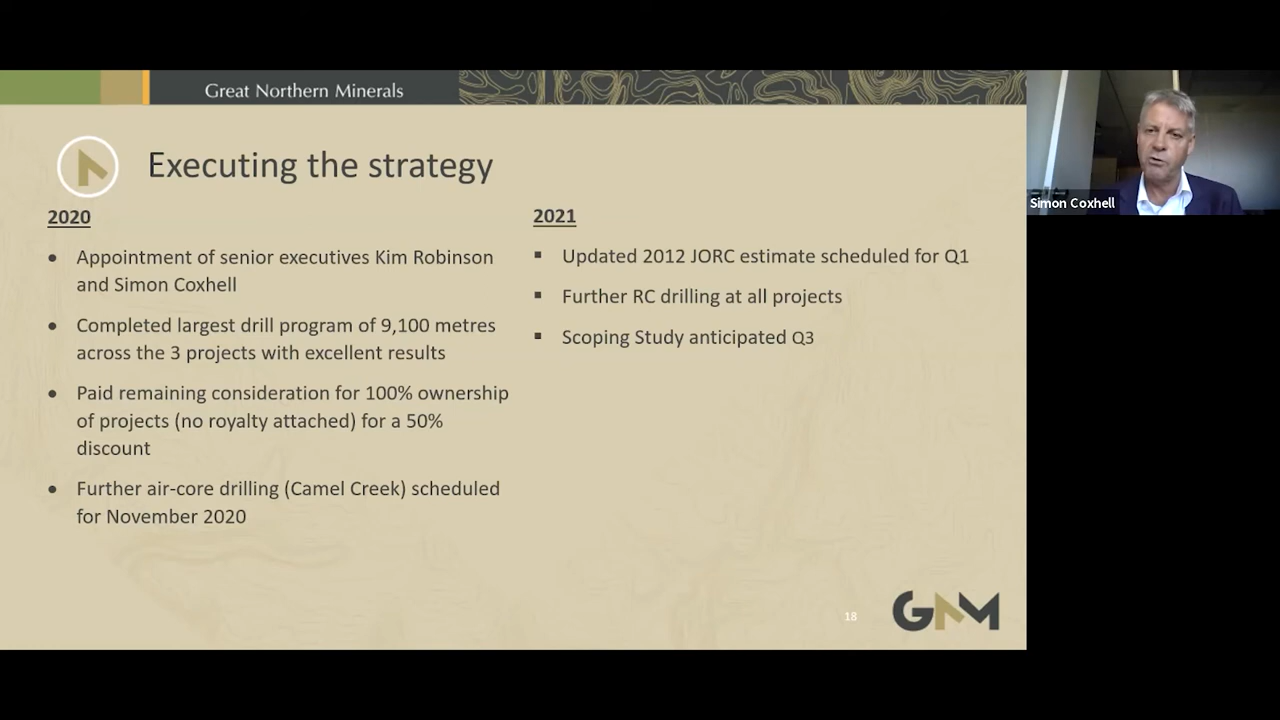 Great Northern Minerals
Executing the strategy
2020
• Appointment of senior executives Kim Robinson
and Simon Coxhell
• Completed largest drill program of 9,100 metres
across the 3 projects with excellent results
• Paid remaining consideration for 100% ownership
of projects (no royalty attached) for a 50%
discount
• Further air-core drilling (Camel Creek) scheduled
for November 2020
2021
▪ Updated 2012 JORC estimate scheduled for Q1
▪ Further RC drilling at all projects
▪ Scoping Study anticipated Q3
18
GNM
Simon Coxhell